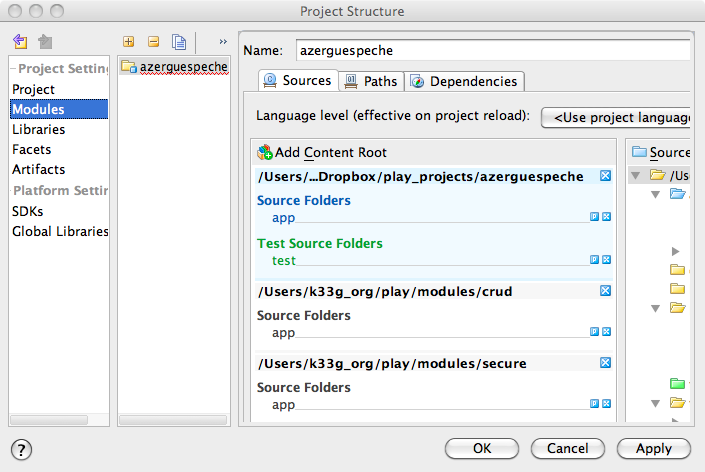 Project Structure
Project Settin
Project
Modules
Libraries
Facets
Artifacts
Platform Settin
SDKs
Global Libraries
azerguespeche
Name: azerguespeche
Sources Paths Dependencies
Language level (effective on project reload): <Use project language
Add Content Root
/Users/...Dropbox/play_projects/azerguespeche
Source Folders
app
Test Source Folders
test
/Users/k33g_org/play/modules/crud
Source Folders
app
/Users/k33g_org/play/modules/secure
Source Folders
app
Source
/Use
? OK Cancel Apply